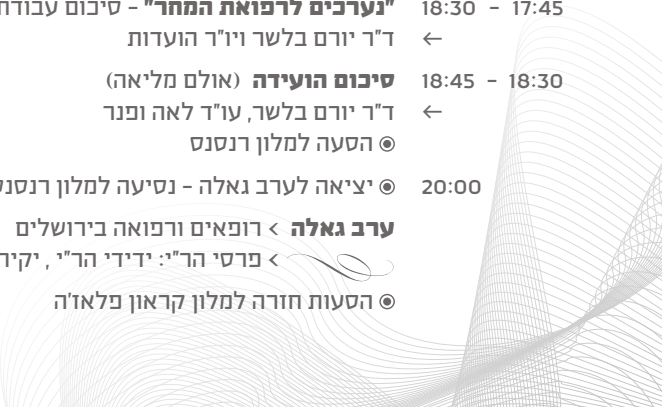 17:45 - 18:30 "נערכים לרפואת המחר" - סיכום עבודת
← ד"ר יורם בלשר ויו"ר הועדות
18:30 - 18:45 סיכום הועידה (אולם מליאה)
← ד"ר יורם בלשר, עו"ד לאה ופנר
◉ הסעה למלון רנסנס
20:00 ◉ יציאה לערב גאלה - נסיעה למלון רנסנס
ערב גאלה > רופאים ורפואה בירושלים
> פרסי הר"י: ידידי הר"י , יקיר
◉ הסעות חזרה למלון קראון פלאז'ה